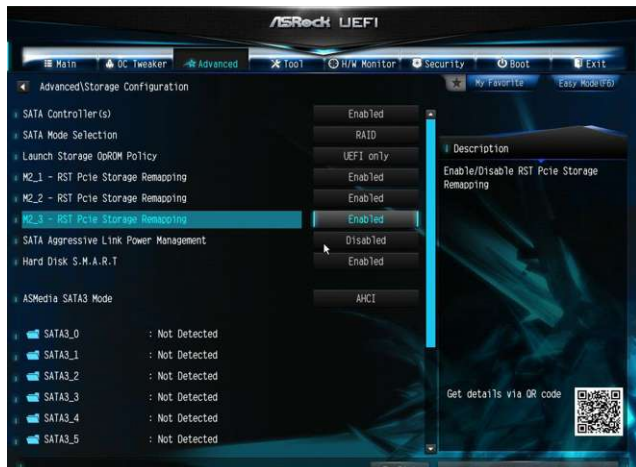 ASRock UEFI
Main OC Tweaker Advanced Tool H/W Monitor Security Boot Exit
My Favorite Easy Mode(F6)
Advanced\Storage Configuration
SATA Controller(s) Enabled
SATA Mode Selection RAID
Launch Storage OpROM Policy UEFI only
M2_1 - RST Pcie Storage Remapping Enabled
M2_2 - RST Pcie Storage Remapping Enabled
M2_3 - RST Pcie Storage Remapping Enabled
SATA Aggressive Link Power Management Disabled
Hard Disk S.M.A.R.T Enabled
ASMedia SATA3 Mode AHCI
SATA3_0 : Not Detected
SATA3_1 : Not Detected
SATA3_2 : Not Detected
SATA3_3 : Not Detected
SATA3_4 : Not Detected
SATA3_5 : Not Detected
Description
Enable/Disable RST Pcie Storage
Remapping
Get details via QR code